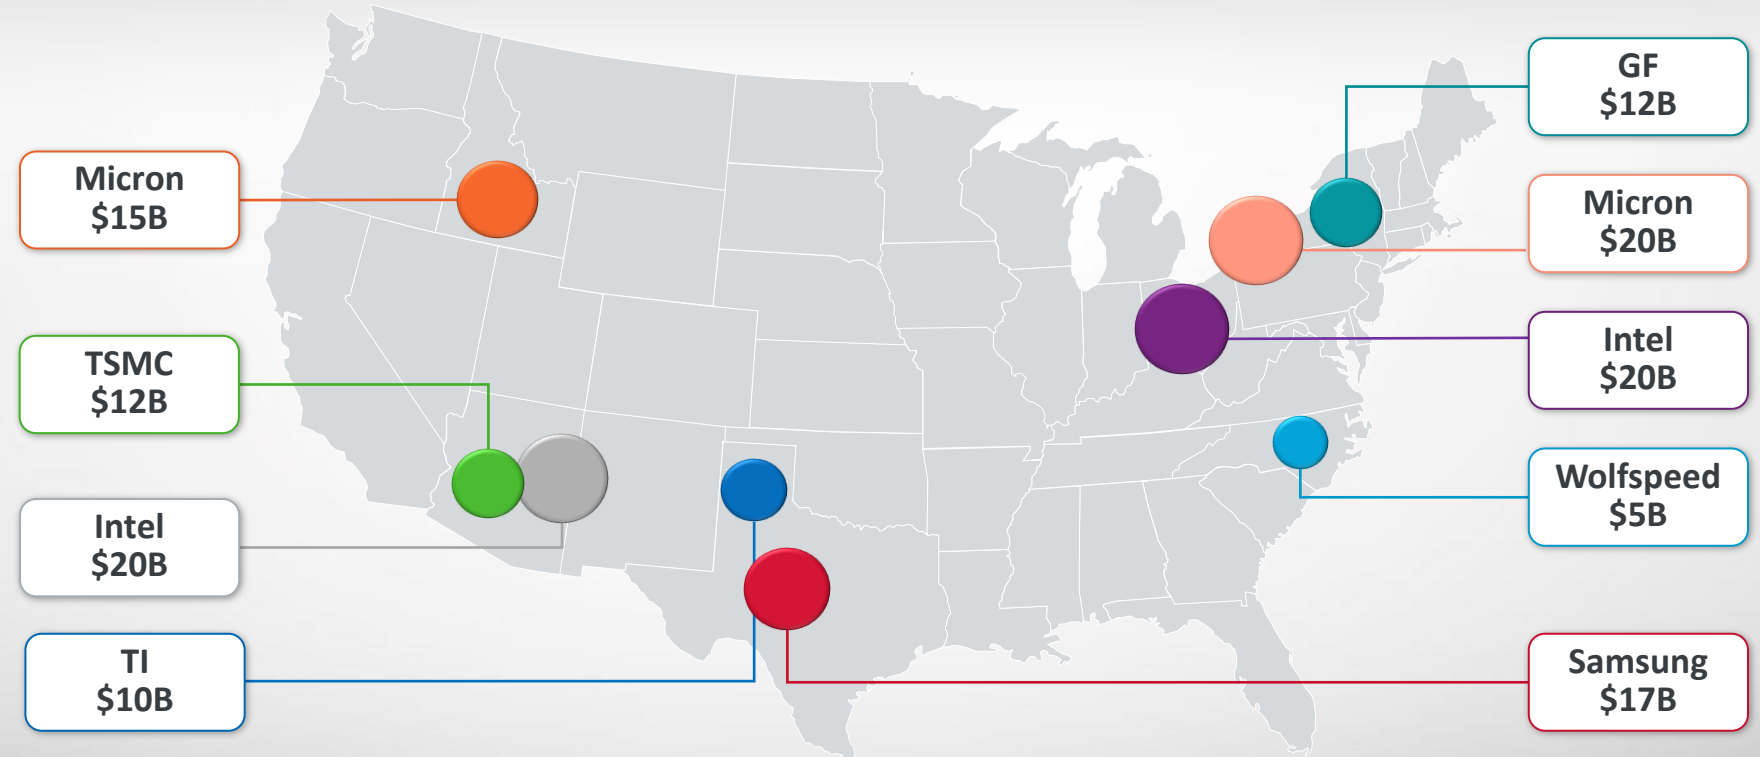 Micron
$15B
TSMC
$12B
Intel
$20B
TI
$10B
GF
$12B
Micron
$20B
Intel
$20B
Wolfspeed
$5B
Samsung
$17B